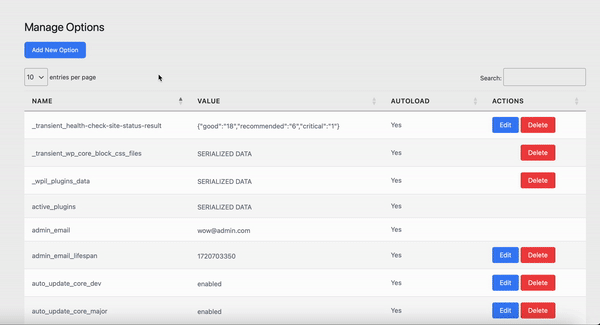 Manage Options
Add New Option
10 entries per page Search:
NAME VALUE AUTOLOAD ACTIONS
_transient_health-check-site-status-result {"good":"18","recommended":"6","critical":"1"} Yes Edit Delete
_transient_wp_core_block_css_files SERIALIZED DATA Yes Delete
_wpil_plugins_data SERIALIZED DATA Yes Delete
active_plugins SERIALIZED DATA Yes
admin_email wow@admin.com Yes
admin_email_lifespan 1720703350 Yes Edit Delete
auto_update_core_dev enabled Yes Edit Delete
auto_update_core_major enabled Yes Edit Delete